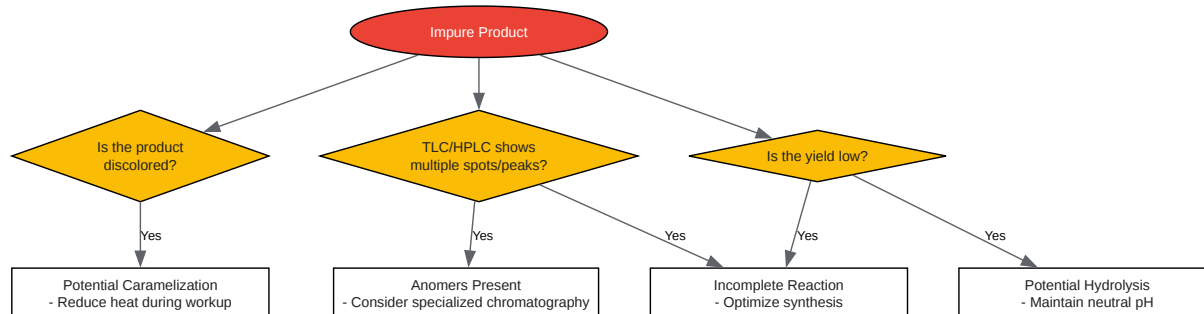 Impure Product
Is the product
discolored?
TLC/HPLC shows
multiple spots/peaks?
Is the yield low?
Yes
Yes
Yes
Yes
Yes
Potential Caramelization
- Reduce heat during workup
Anomers Present
- Consider specialized chromatography
Incomplete Reaction
- Optimize synthesis
Potential Hydrolysis
- Maintain neutral pH